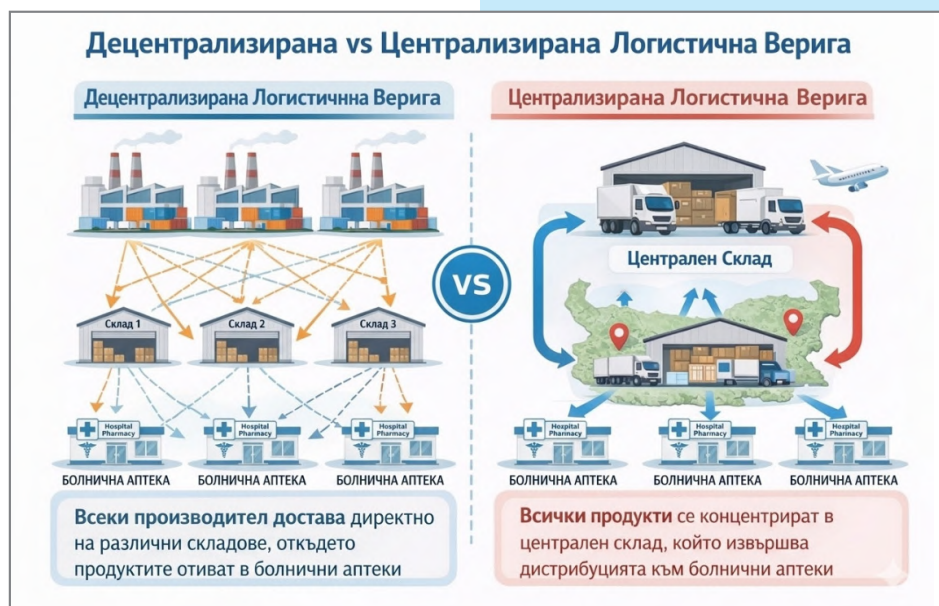 Децентрализирана vs Централизирана Логистична Верига
Децентрализирана Логистичнна Верига
Централизирана Логистична Верига
Склад 1
Склад 2
Склад 3
Hospital
Pharmacy
Hospital
Pharmacy
Hospital
Pharmacy
БОЛНИЧНА АПТЕКА
БОЛНИЧНА АПТЕКА
БОЛНИЧНА АПТЕКА
Всеки производител достава директно
на различни складове, откъдето
продуктите отиват в болнични аптеки
VS
Централен Склад
Hospital
Pharmacy
Hospital
Pharmacy
Hospital
Pharmacy
БОЛНИЧНА АПТЕКА
БОЛНИЧНА АПТЕКА
БОЛНИЧНА АПТЕКА
Всички продукти се концентрират в
централен склад, който извършва
дистрибуцията към болнични аптеки